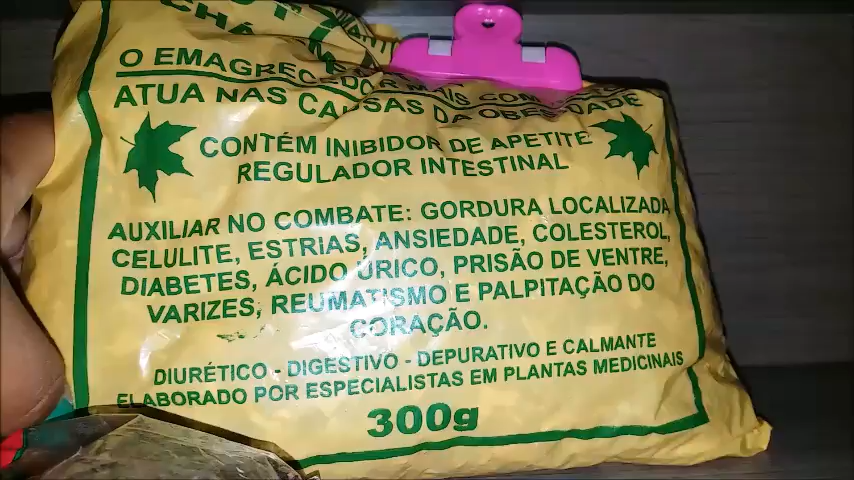 CHÁ
O EMAGRECEDOR MAIS
ATUA NAS CAUSAS DA OBESIDADE
CONTÉM INIBIDOR DE APETITE
REGULADOR INTESTINAL
AUXILIAR NO COMBATE: GORDURA LOCALIZADA
CELULITE, ESTRIAS, ANSIEDADE, COLESTEROL,
DIABETES, ÁCIDO ÚRICO, PRISÃO DE VENTRE,
VARIZES, REUMATISMO E PALPITAÇÃO DO
CORAÇÃO.
DIURÉTICO - DIGESTIVO - DEPURATIVO E CALMANTE
ELABORADO POR ESPECIALISTAS EM PLANTAS MEDICINAIS
300g